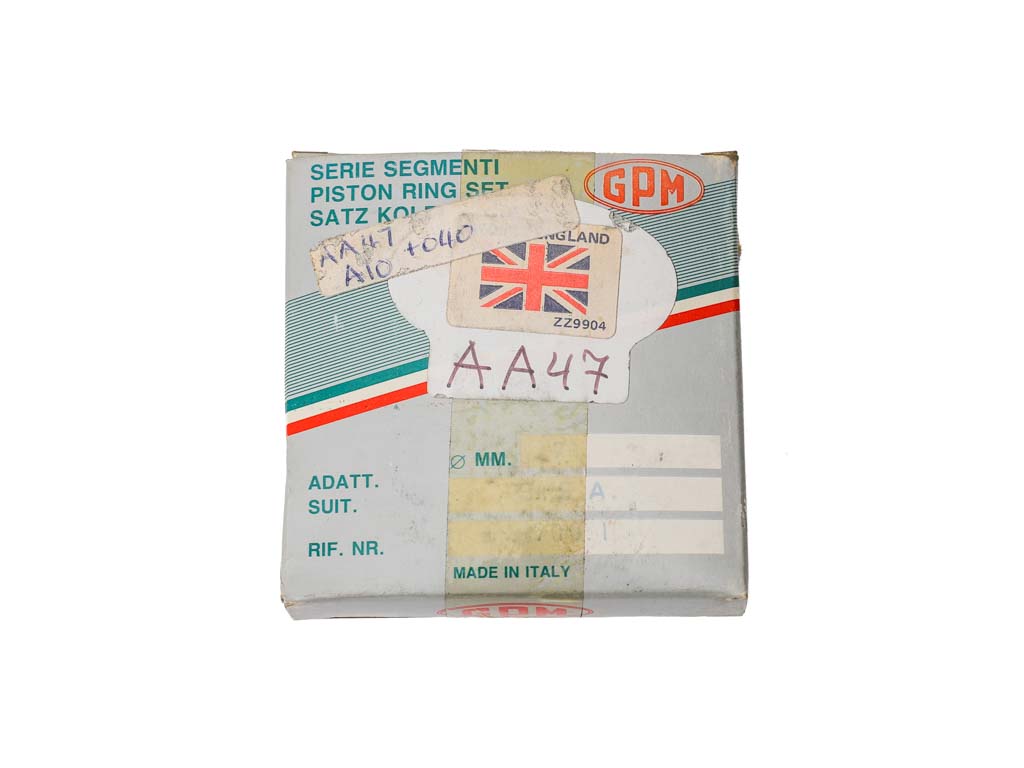 SERIE SEGMENTI
PISTON RING SET
SATZ
GPM
AA47 +040
A10
ENGLAND
ZZ9904
AA47
Ø MM.
ADATT.
SUIT.
A.
RIF. NR.
MADE IN ITALY
GPM